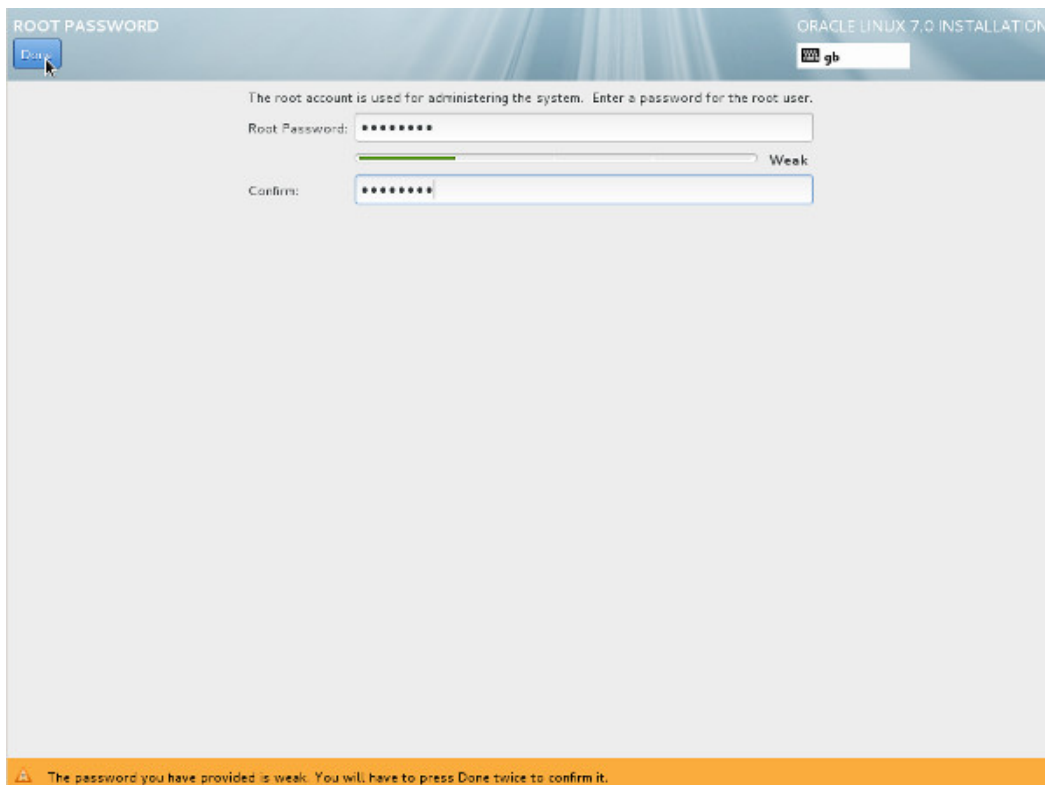 ROOT PASSWORD
ORACLE LINUX 7.0 INSTALLATION
Done
gb
The root account is used for administering the system. Enter a password for the root user.
Root Password: ••••••••
Weak
Confirm: ••••••••
The password you have provided is weak. You will have to press Done twice to confirm it.